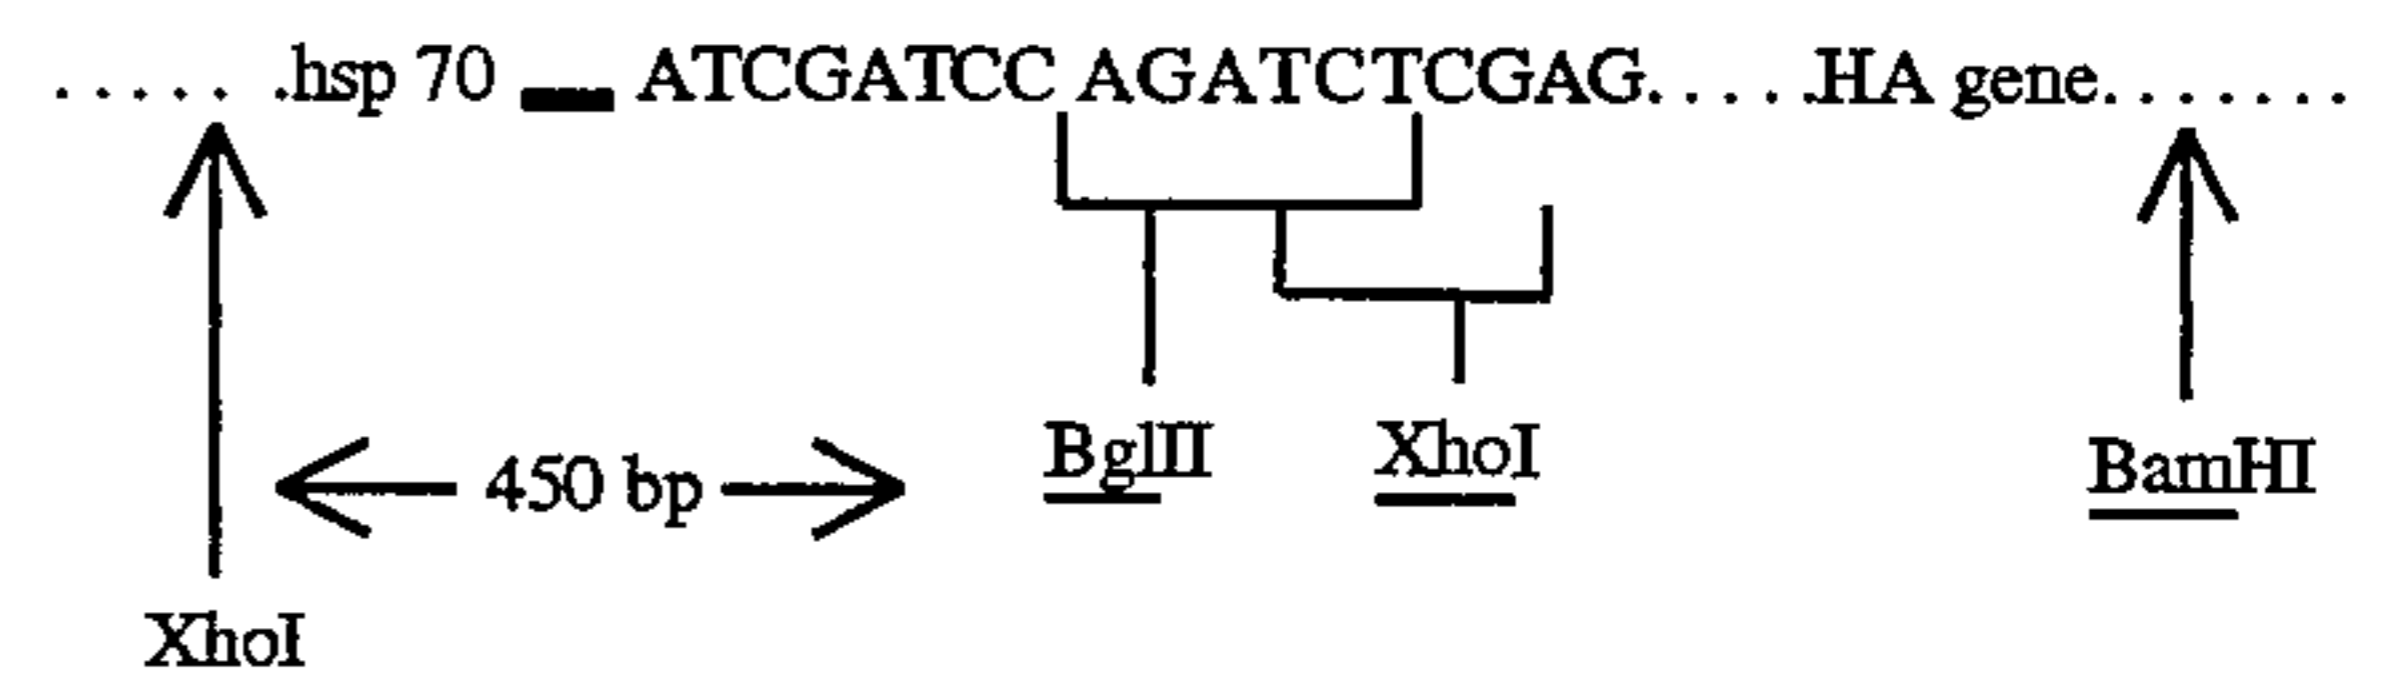 . . . . . .hsp 70 ▬ ATCGATCC AGATCTCGAG. . . . .HA gene. . . . . . .
BglII XhoI BamHI
450 bp
XhoI